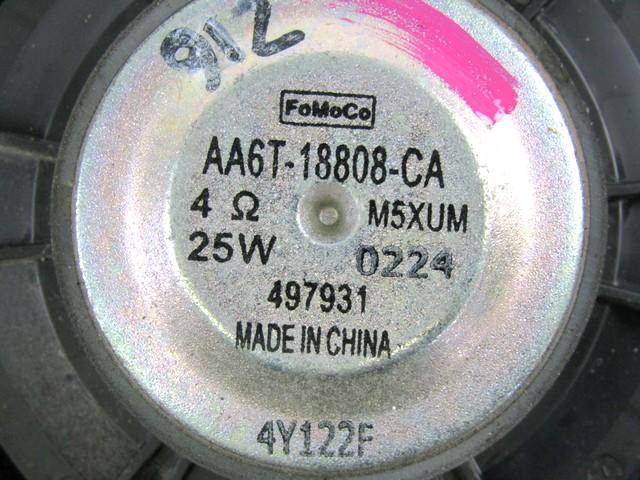 912
FoMoCo
AA6T-18808-CA
4 Ω M5XUM
25W 0224
497931
MADE IN CHINA
4Y122F